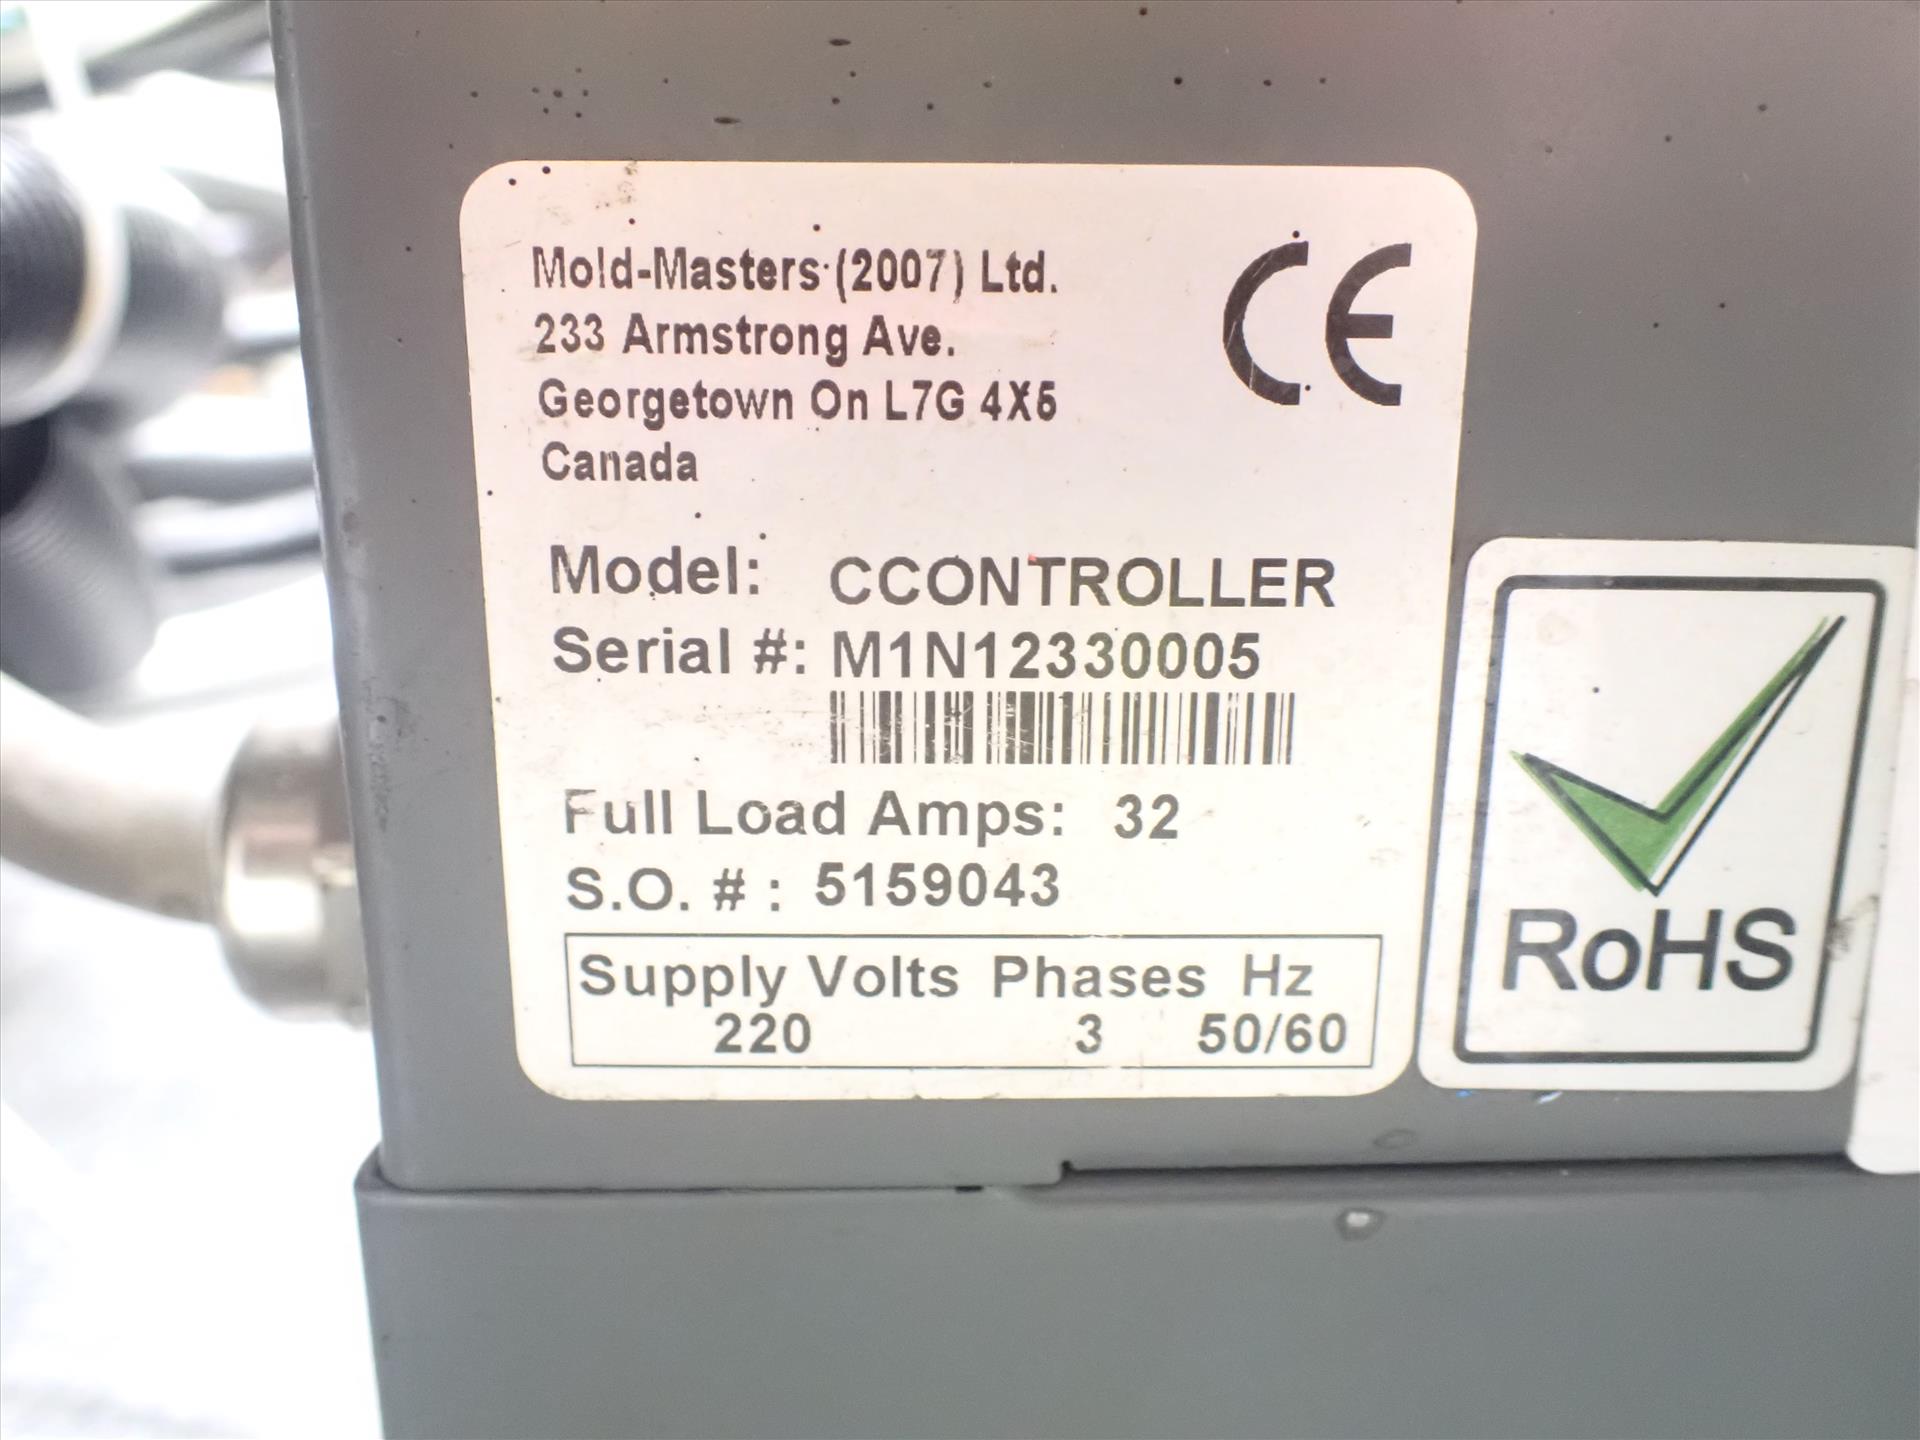 Mold-Masters (2007) Ltd.
233 Armstrong Ave.
Georgetown On L7G 4X5
Canada
CE
Model: CCONTROLLER
Serial #: M1N12330005
Full Load Amps: 32
S.O. # : 5159043
Supply Volts Phases Hz
220 3 50/60
RoHS